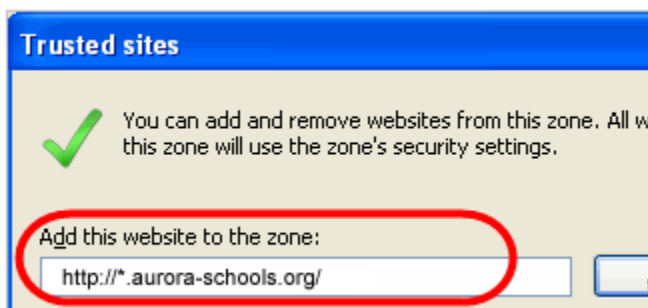 Trusted sites
You can add and remove websites from this zone. All
this zone will use the zone's security settings.
Add this website to the zone:
http://*.aurora-schools.org/